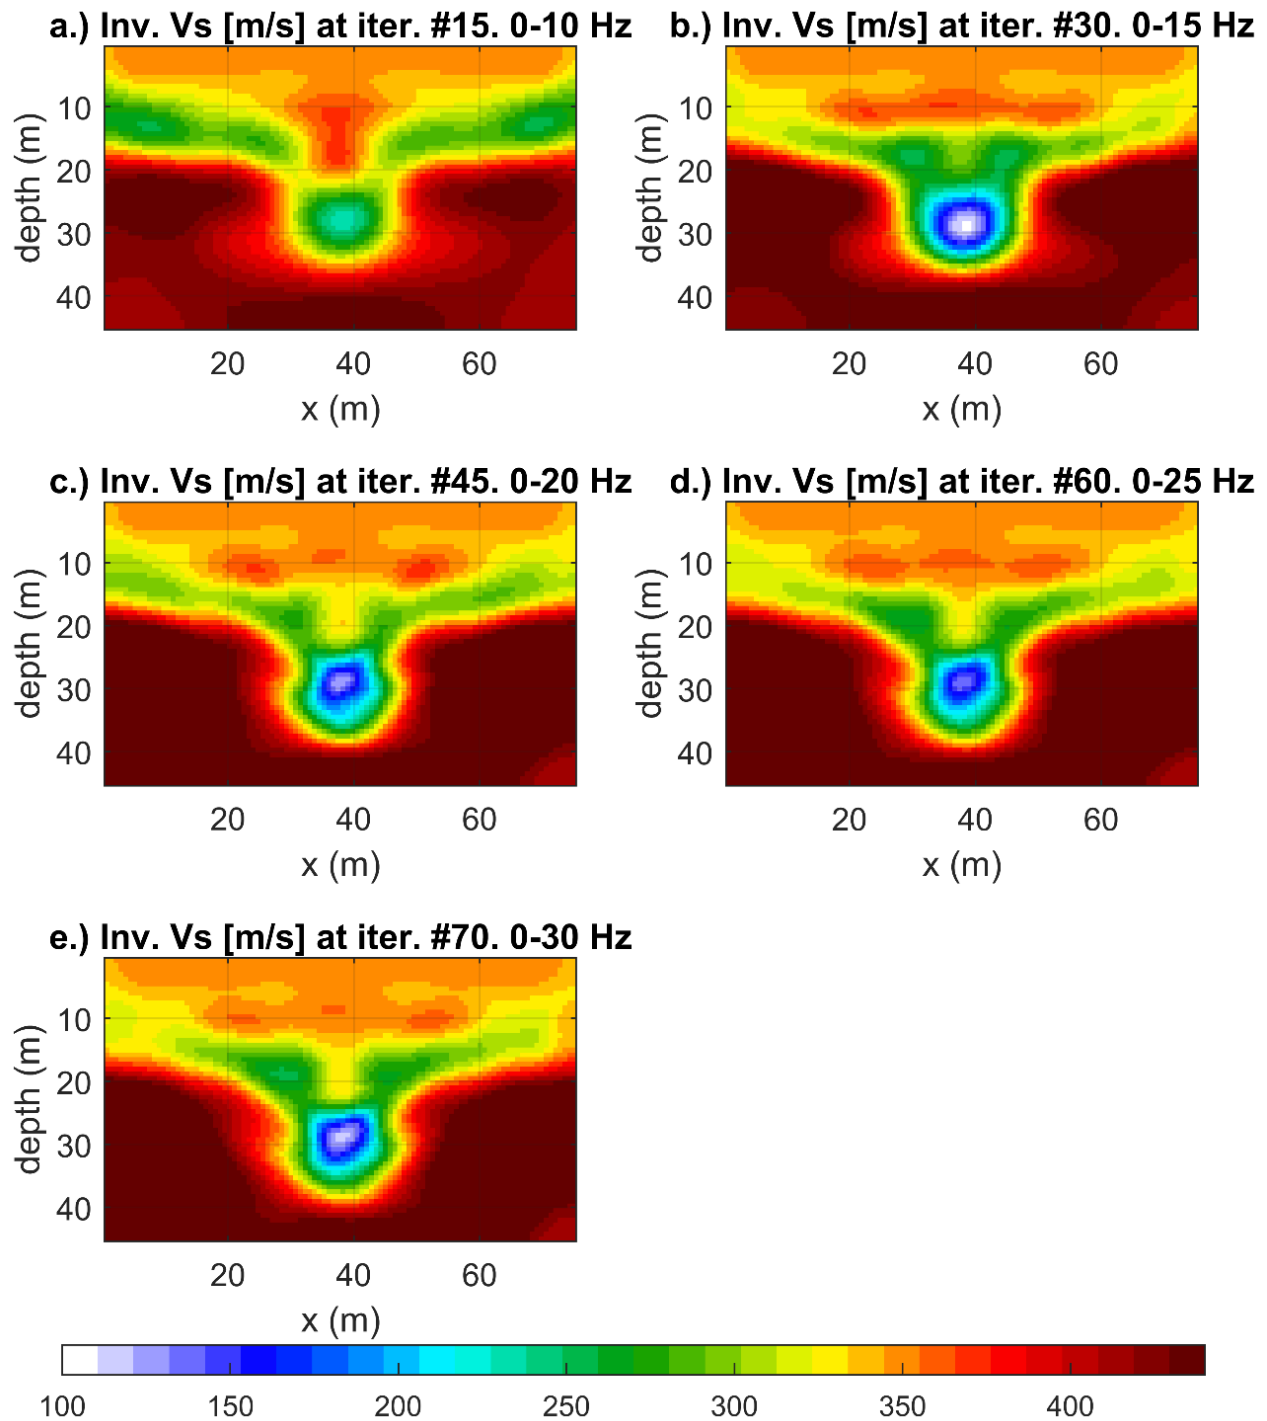 a.) Inv. Vs [m/s] at iter. #15. 0-10 Hz
10
20
30
40
depth (m)
20 40 60
x (m)
b.) Inv. Vs [m/s] at iter. #30. 0-15 Hz
10
20
30
40
depth (m)
20 40 60
x (m)
c.) Inv. Vs [m/s] at iter. #45. 0-20 Hz
10
20
30
40
depth (m)
20 40 60
x (m)
d.) Inv. Vs [m/s] at iter. #60. 0-25 Hz
10
20
30
40
depth (m)
20 40 60
x (m)
e.) Inv. Vs [m/s] at iter. #70. 0-30 Hz
10
20
30
40
depth (m)
20 40 60
x (m)
100 150 200 250 300 350 400